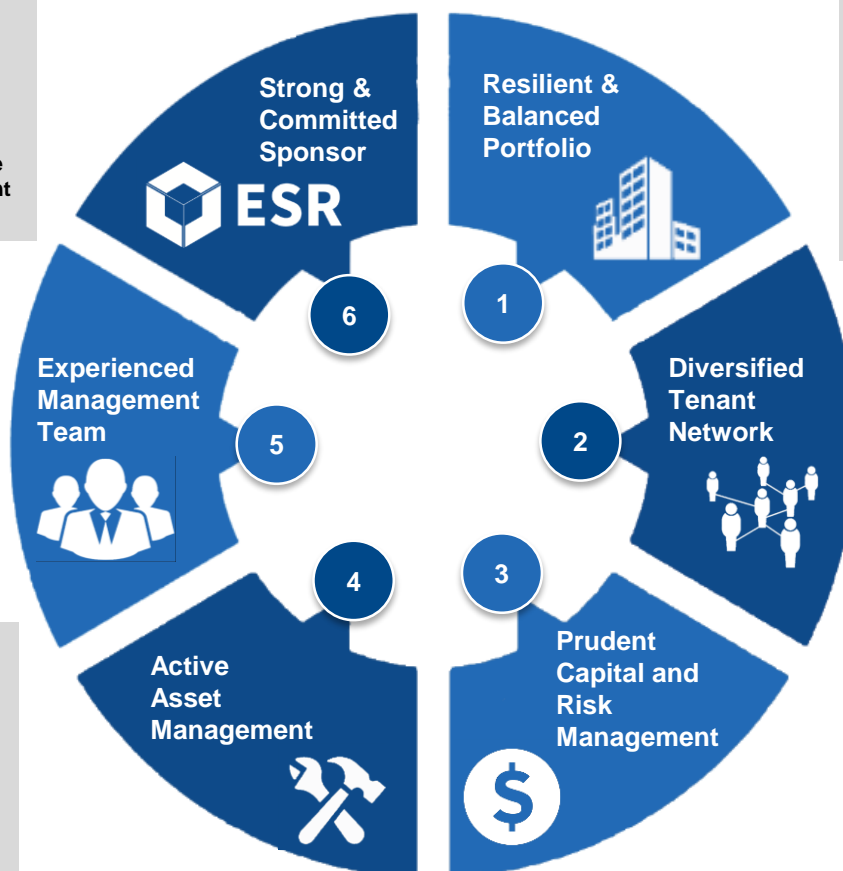 Strong &
Committed
Sponsor
ESR
6
Resilient &
Balanced
Portfolio
1
Diversified
Tenant
Network
2
Prudent
Capital and
Risk
Management
$
3
Active
Asset
Management
4
Experienced
Management
Team
5